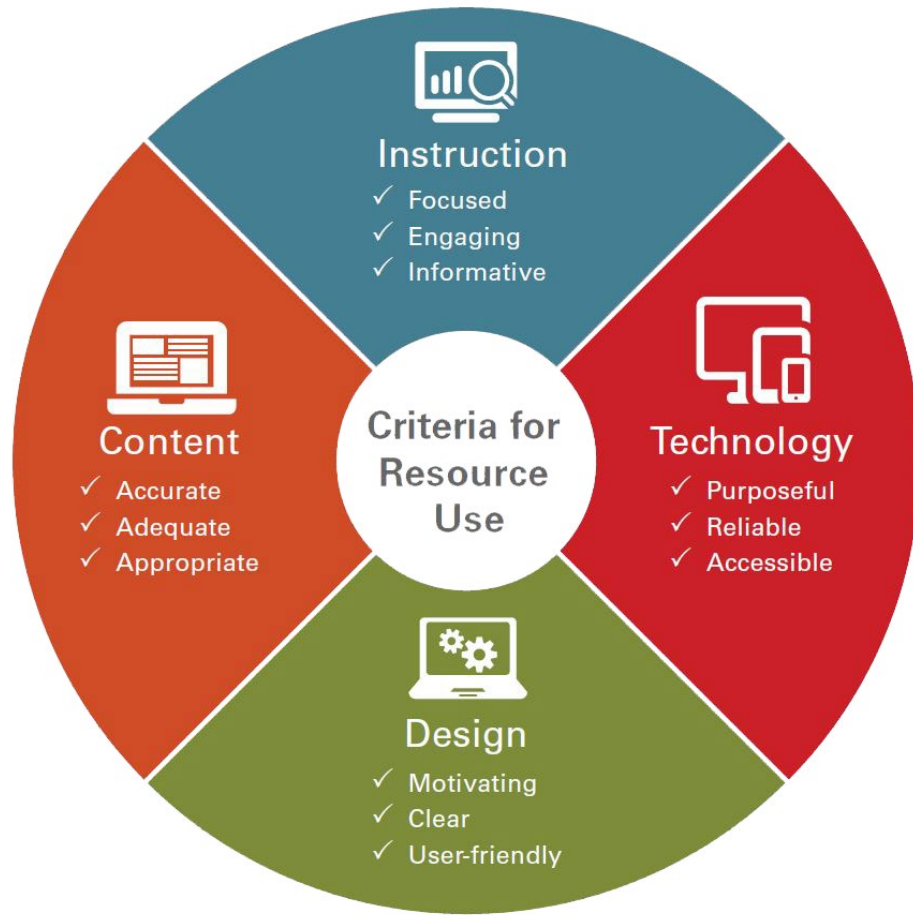 Instruction
✓ Focused
✓ Engaging
✓ Informative
Content
✓ Accurate
✓ Adequate
✓ Appropriate
Criteria for
Resource
Use
Technology
✓ Purposeful
✓ Reliable
✓ Accessible
Design
✓ Motivating
✓ Clear
✓ User-friendly